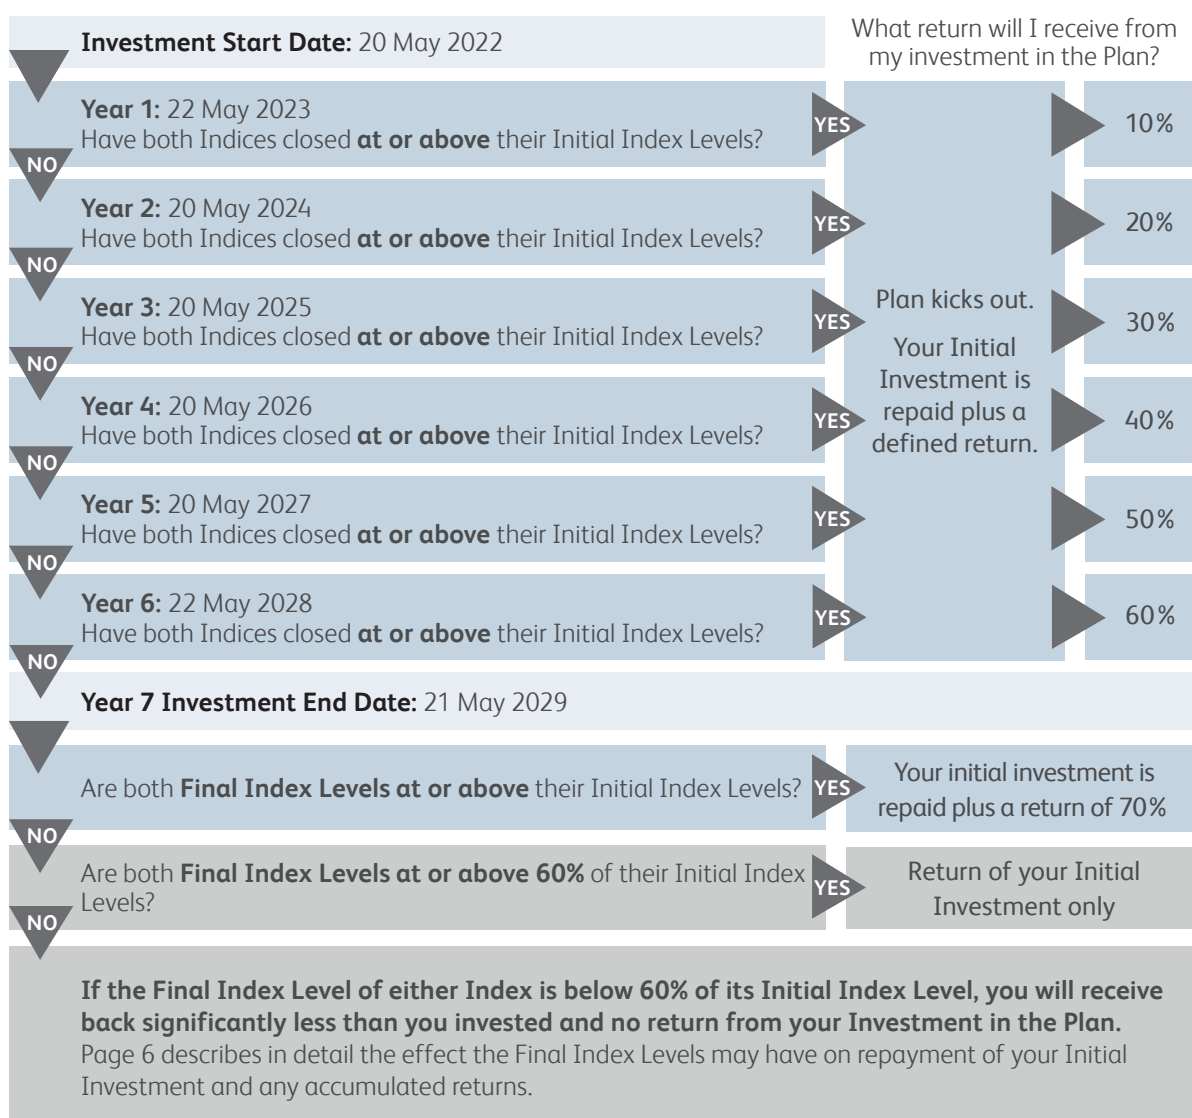 Investment Start Date: 20 May 2022
What return will I receive from
my investment in the Plan?
Year 1: 22 May 2023
Have both Indices closed at or above their Initial Index Levels?
YES
10%
NO
Year 2: 20 May 2024
Have both Indices closed at or above their Initial Index Levels?
YES
20%
NO
Year 3: 20 May 2025
Have both Indices closed at or above their Initial Index Levels?
YES
30%
NO
Year 4: 20 May 2026
Have both Indices closed at or above their Initial Index Levels?
YES
40%
NO
Year 5: 20 May 2027
Have both Indices closed at or above their Initial Index Levels?
YES
50%
NO
Year 6: 22 May 2028
Have both Indices closed at or above their Initial Index Levels?
YES
60%
NO
Plan kicks out.
Your Initial
Investment is
repaid plus a
defined return.
Year 7 Investment End Date: 21 May 2029
Are both Final Index Levels at or above their Initial Index Levels?
YES
Your initial investment is
repaid plus a return of 70%
NO
Are both Final Index Levels at or above 60% of their Initial Index
Levels?
YES
Return of your Initial
Investment only
NO
If the Final Index Level of either Index is below 60% of its Initial Index Level, you will receive
back significantly less than you invested and no return from your Investment in the Plan.
Page 6 describes in detail the effect the Final Index Levels may have on repayment of your Initial
Investment and any accumulated returns.